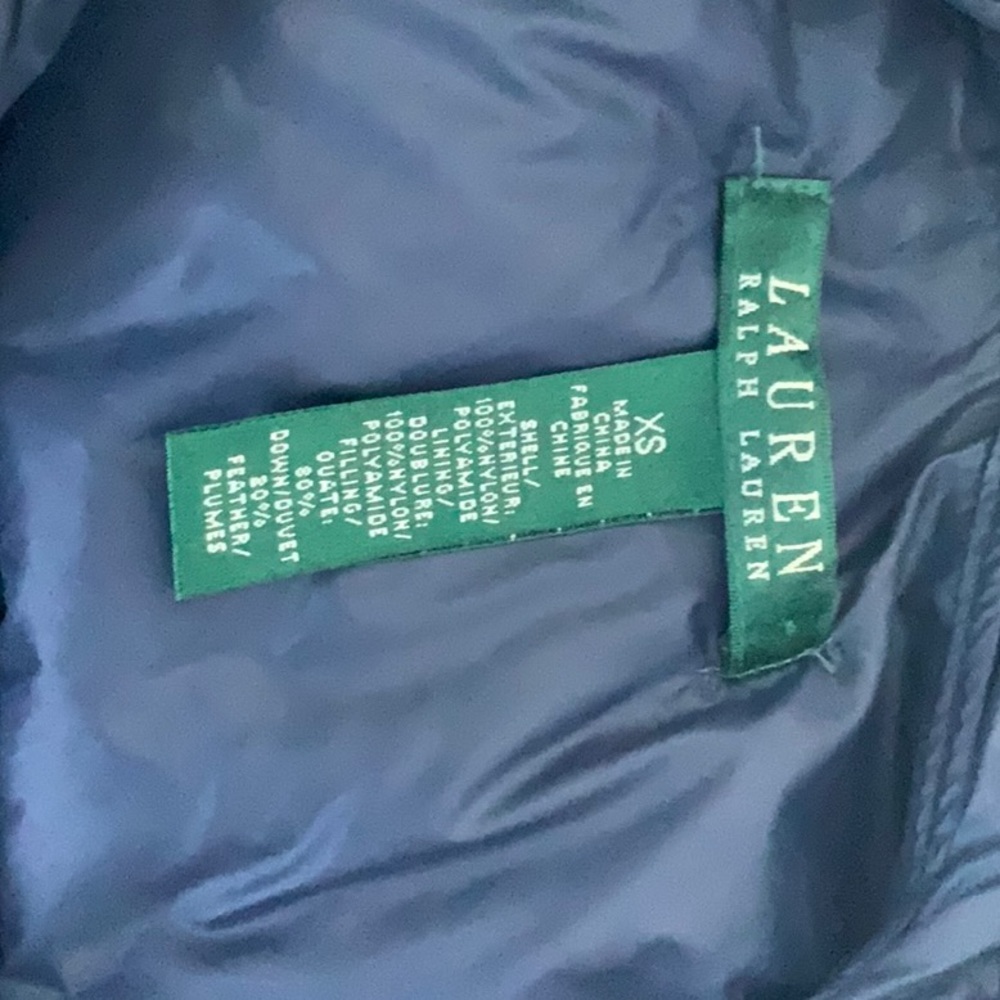 LAUREN
RALPH LAUREN
XS
MADE IN
CHINA
FABRIQUE EN
CHINE
SHELL/
EXTERIEUR:
100%NYLON/
POLYAMIDE
LINING/
DOUBLURE:
100%NYLON/
POLYAMIDE
FILLING/
OUATE:
80%
DOWN/DUVET
20%
FEATHER/
PLUMES